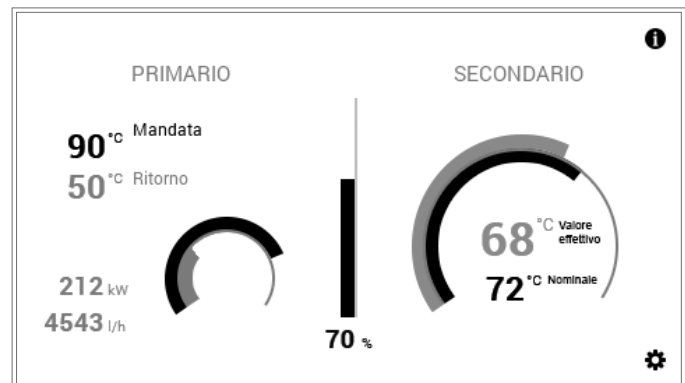 PRIMARIO
90 °C Mandata
50 °C Ritorno
212 kW
4543 l/h
70 %
SECONDARIO
68 °C Valore
effettivo
72 °C Nominale